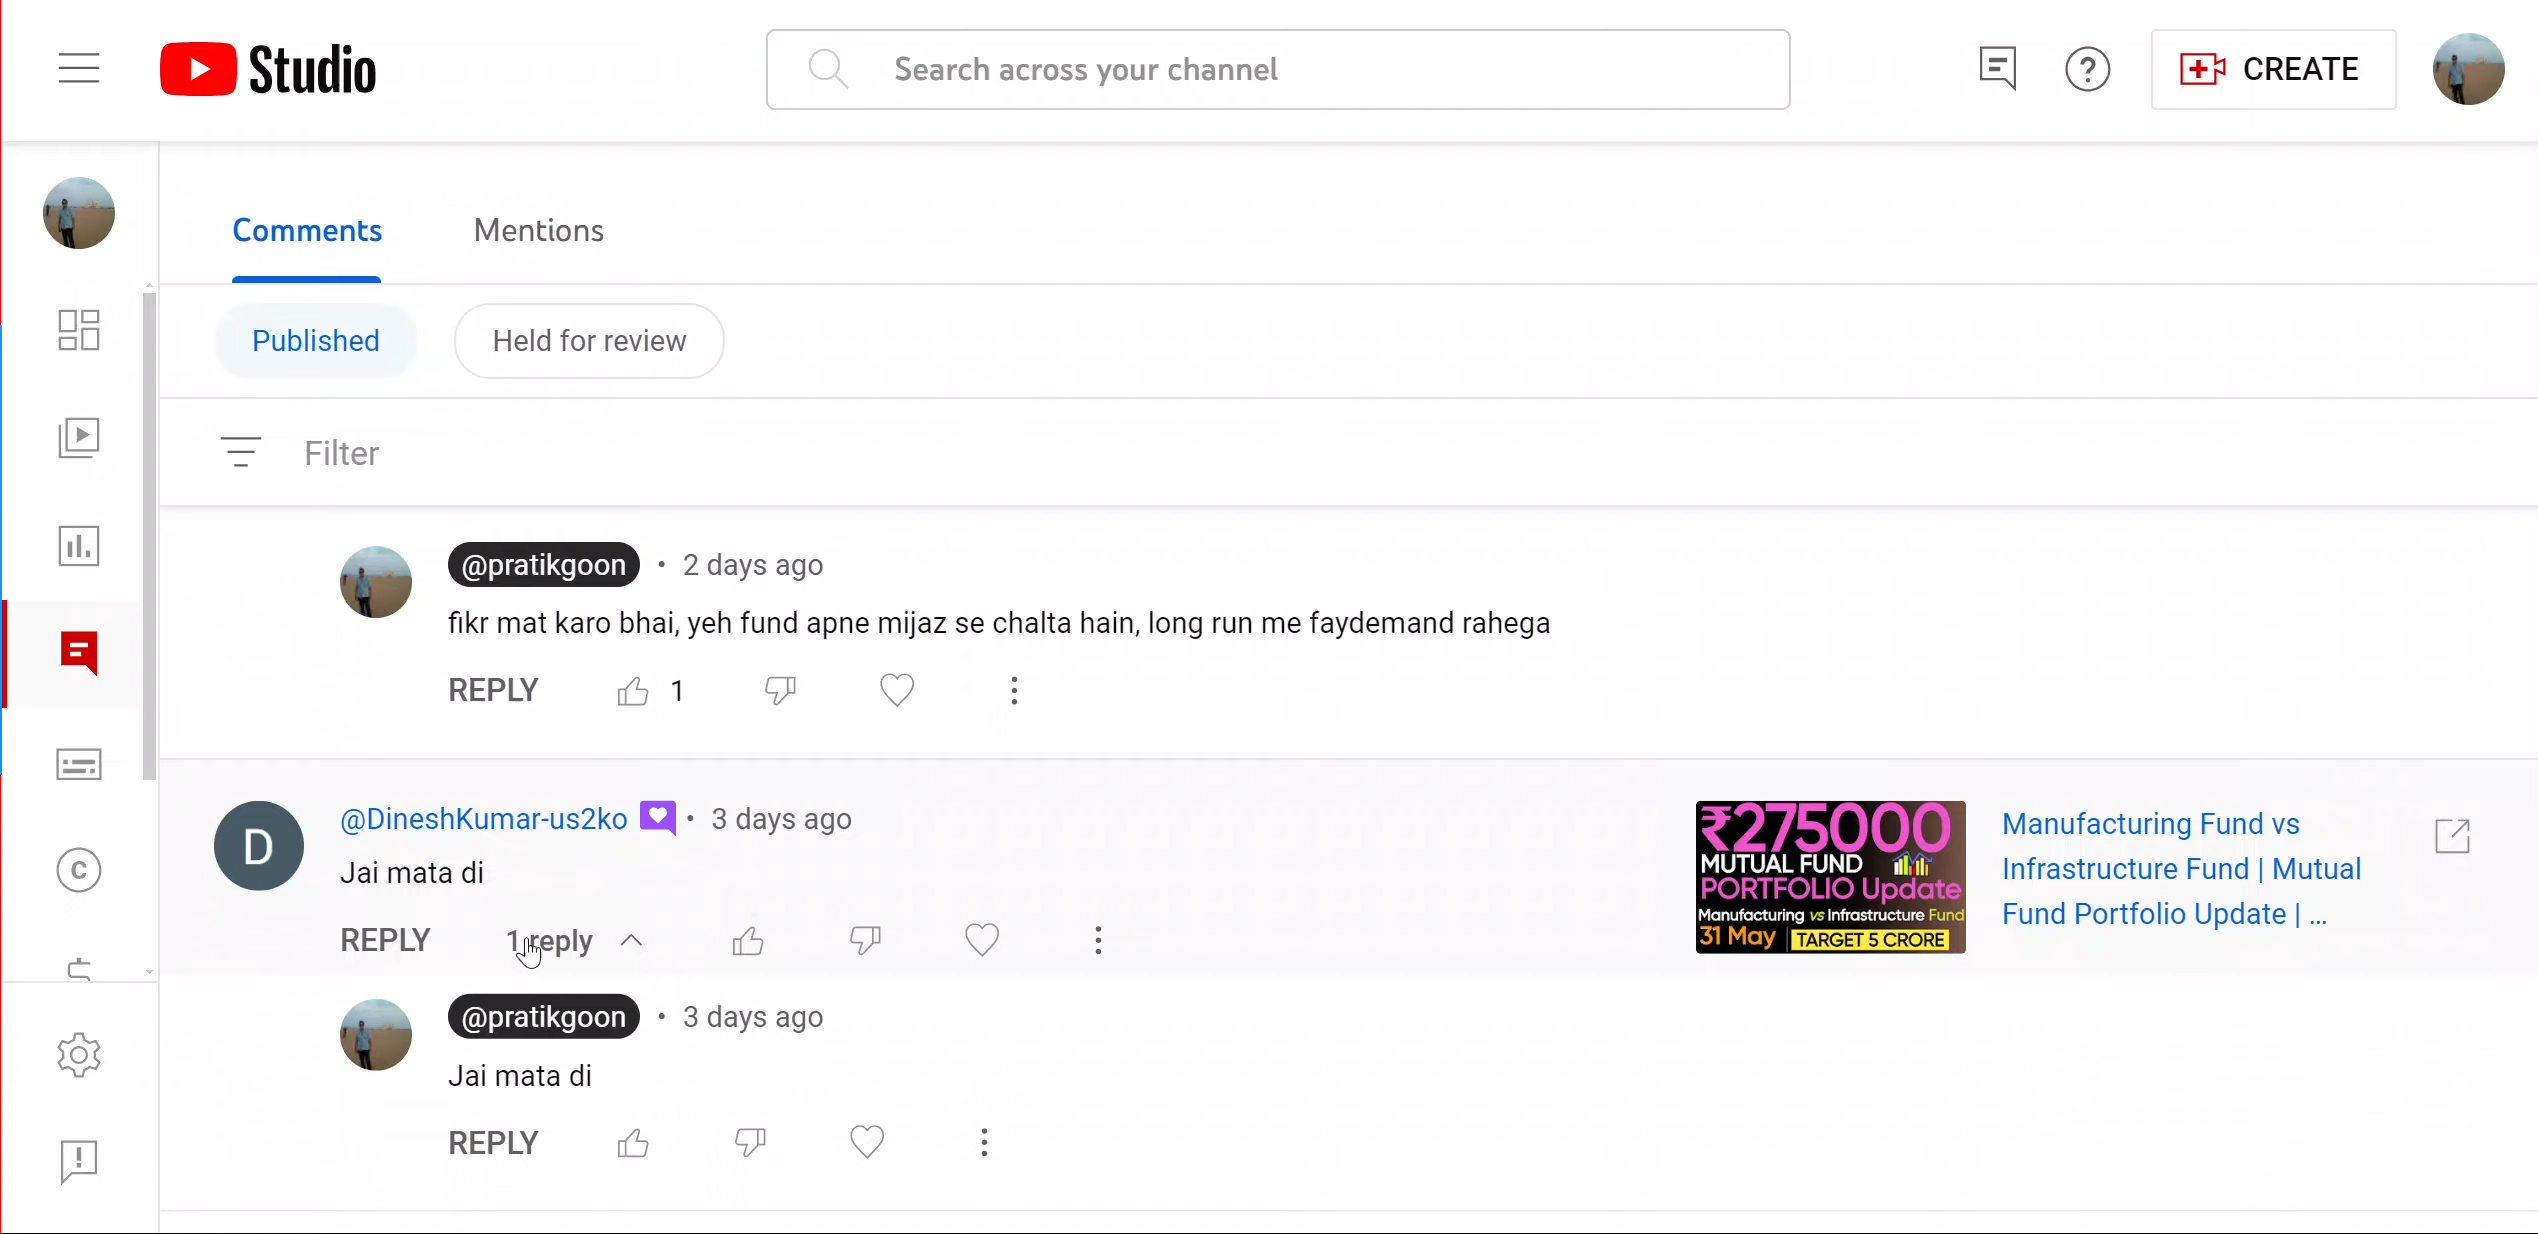 Studio
Search across your channel
CREATE
Comments
Mentions
Published
Held for review
Filter
@pratikgoon • 2 days ago
fikr mat karo bhai, yeh fund apne mijaz se chalta hain, long run me faydemand rahega
REPLY 1
@DineshKumar-us2ko • 3 days ago
Jai mata di
REPLY 1 reply
₹275000
MUTUAL FUND
PORTFOLIO Update
Manufacturing vs Infrastructure Fund
31 May | TARGET 5 CRORE
Manufacturing Fund vs
Infrastructure Fund | Mutual
Fund Portfolio Update | ...
@pratikgoon • 3 days ago
Jai mata di
REPLY